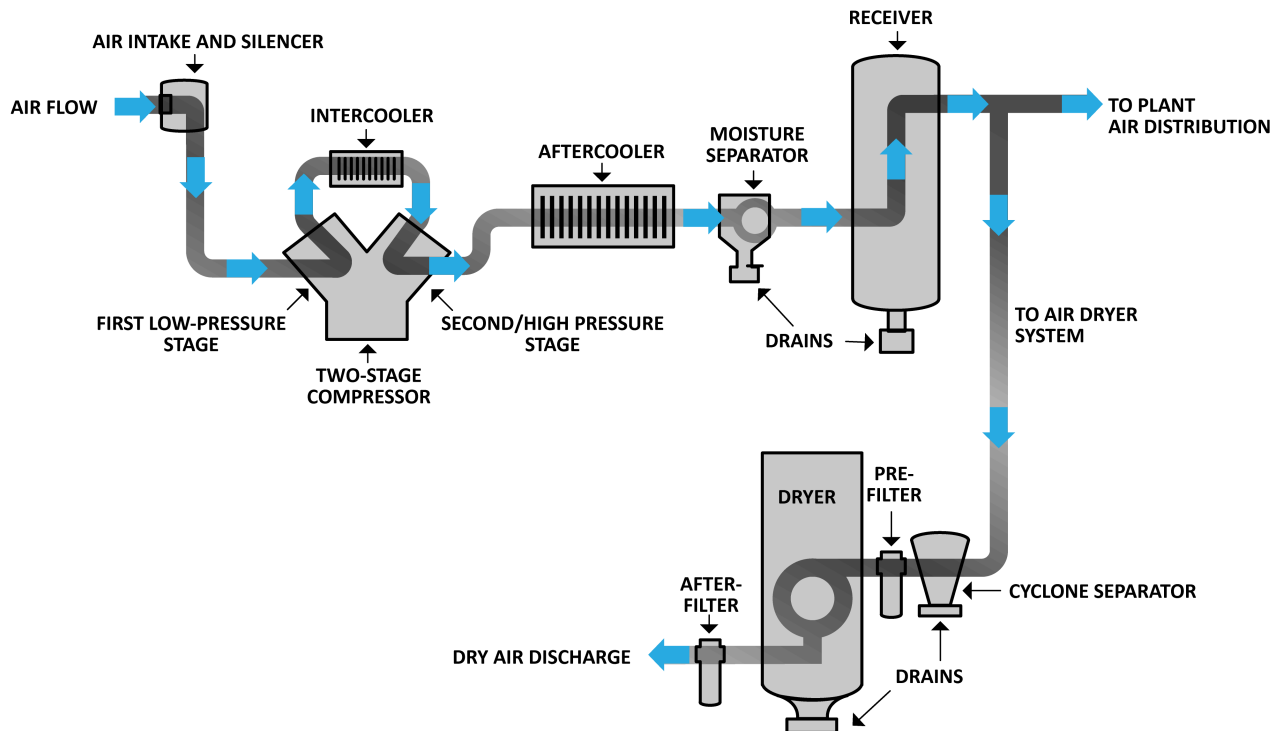 RECEIVER
AIR INTAKE AND SILENCER
AIR FLOW
INTERCOOLER
AFTERCOOLER
MOISTURE
SEPARATOR
TO PLANT
AIR DISTRIBUTION
FIRST LOW-PRESSURE
STAGE
SECOND/HIGH PRESSURE
STAGE
TWO-STAGE
COMPRESSOR
DRAINS
TO AIR DRYER
SYSTEM
DRYER
PRE-
FILTER
AFTER-
FILTER
CYCLONE SEPARATOR
DRY AIR DISCHARGE
DRAINS